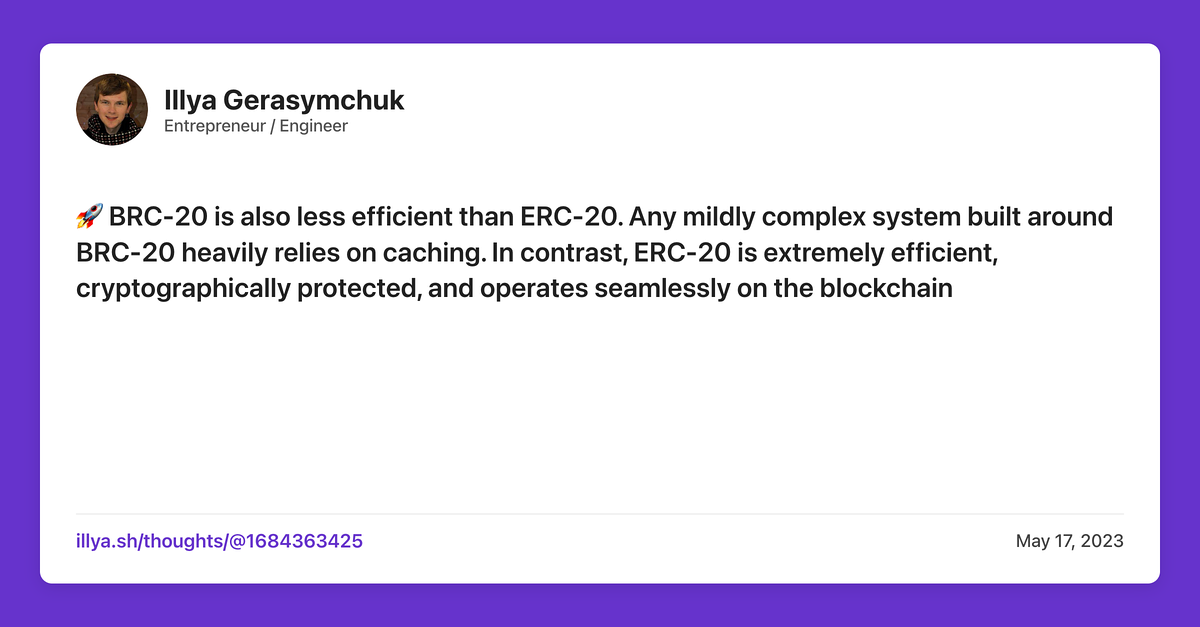 Illya Gerasymchuk
Entrepreneur / Engineer
🚀 BRC-20 is also less efficient than ERC-20. Any mildly complex system built around
BRC-20 heavily relies on caching. In contrast, ERC-20 is extremely efficient,
cryptographically protected, and operates seamlessly on the blockchain
illya.sh/thoughts/@1684363425
May 17, 2023